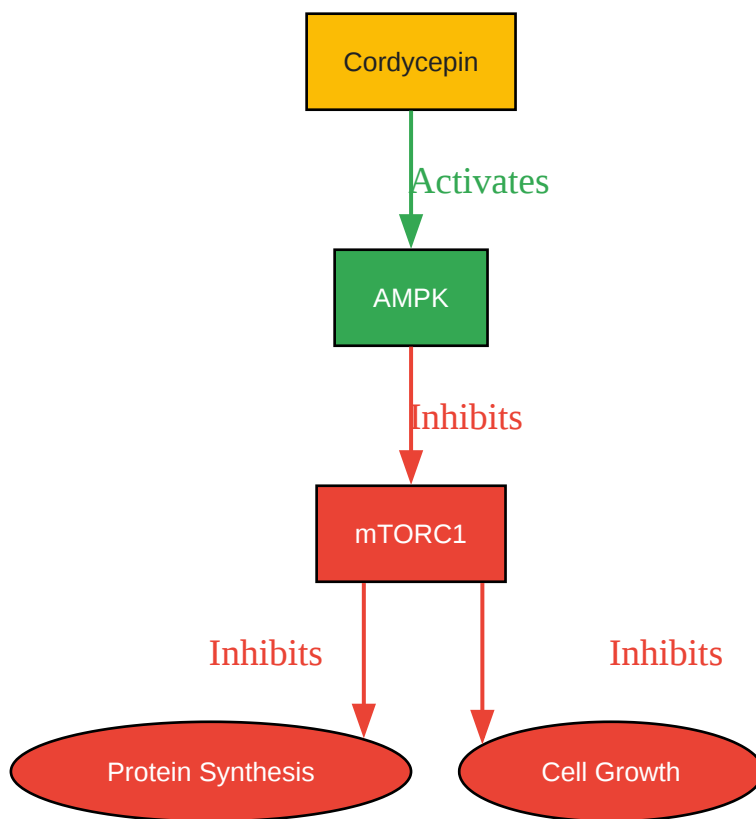 Cordycepin
Activates
AMPK
Inhibits
mTORC1
Inhibits
Inhibits
Protein Synthesis
Cell Growth